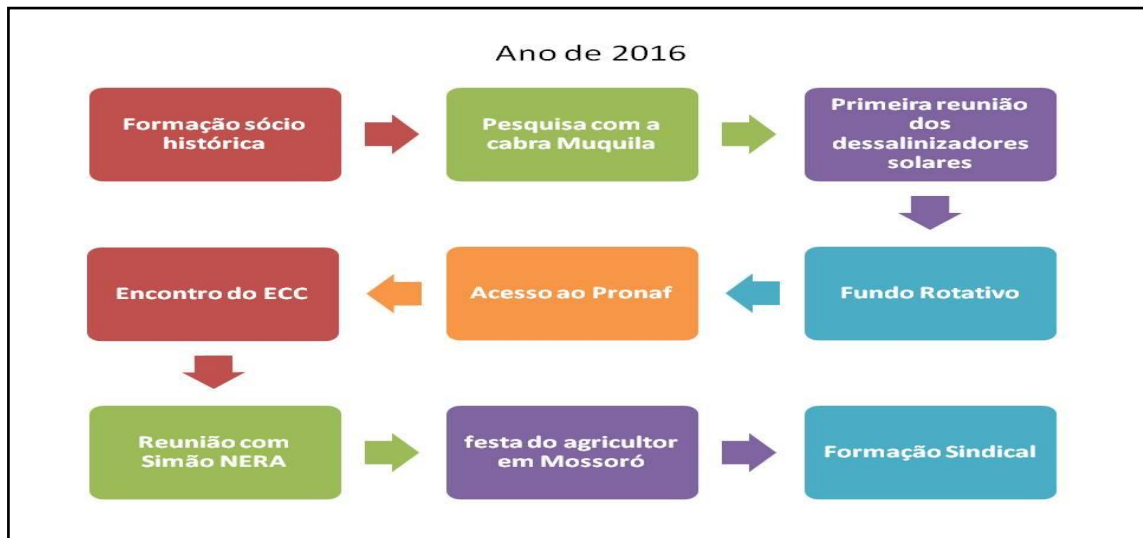 Ano de 2016
Formação sócio
histórica
Pesquisa com a
cabra Muquila
Primeira reunião
dos
dessalinizadores
solares
Fundo Rotativo
Acesso ao Pronaf
Encontro do ECC
Reunião com
Simão NERA
festa do agricultor
em Mossoró
Formação Sindical